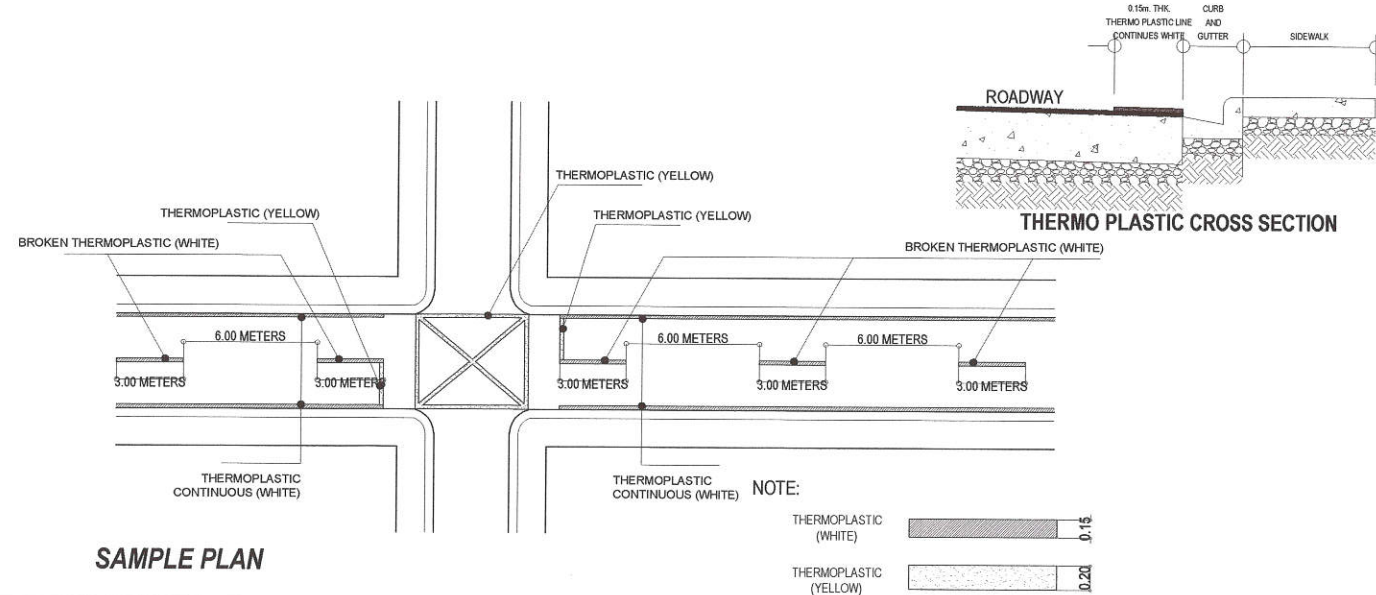 0.15m. THK.
THERMO PLASTIC LINE
CONTINUES WHITE
CURB
AND
GUTTER
SIDEWALK
ROADWAY
THERMO PLASTIC CROSS SECTION
THERMOPLASTIC (YELLOW)
THERMOPLASTIC (YELLOW)
THERMOPLASTIC (YELLOW)
BROKEN THERMOPLASTIC (WHITE)
BROKEN THERMOPLASTIC (WHITE)
6.00 METERS
6.00 METERS
6.00 METERS
3.00 METERS
3.00 METERS
3.00 METERS
3.00 METERS
3.00 METERS
THERMOPLASTIC
CONTINUOUS (WHITE)
THERMOPLASTIC
CONTINUOUS (WHITE)
NOTE:
THERMOPLASTIC
(WHITE)
0.15
THERMOPLASTIC
(YELLOW)
0.20
SAMPLE PLAN